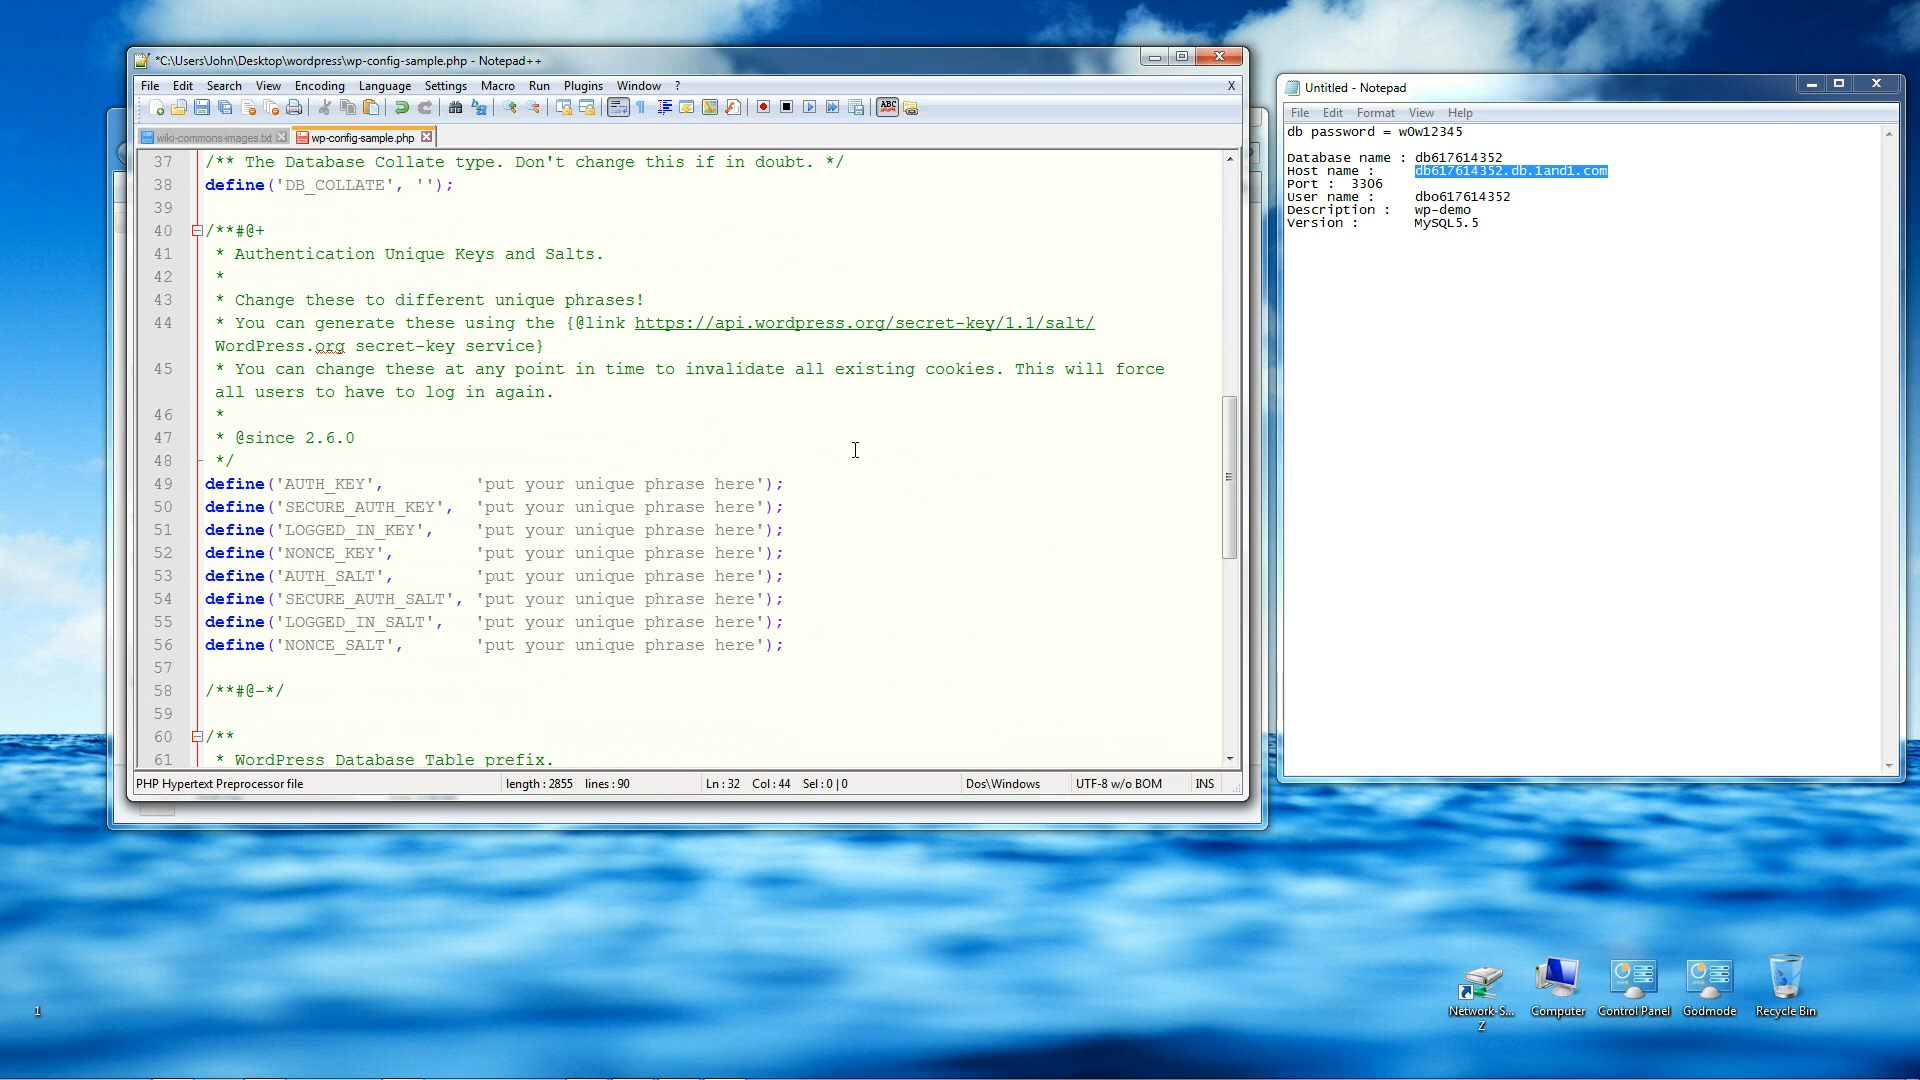 *C:\Users\John\Desktop\wordpress\wp-config-sample.php - Notepad++
File Edit Search View Encoding Language Settings Macro Run Plugins Window ? X
wiki-commons-images.txt wp-config-sample.php
37 /** The Database Collate type. Don't change this if in doubt. */
38 define('DB_COLLATE', '');
39
40 /**#@+
41 * Authentication Unique Keys and Salts.
42 *
43 * Change these to different unique phrases!
44 * You can generate these using the {@link https://api.wordpress.org/secret-key/1.1/salt/
WordPress.org secret-key service}
45 * You can change these at any point in time to invalidate all existing cookies. This will force
all users to have to log in again.
46 *
47 * @since 2.6.0
48 */
49 define('AUTH_KEY',         'put your unique phrase here');
50 define('SECURE_AUTH_KEY',  'put your unique phrase here');
51 define('LOGGED_IN_KEY',    'put your unique phrase here');
52 define('NONCE_KEY',        'put your unique phrase here');
53 define('AUTH_SALT',        'put your unique phrase here');
54 define('SECURE_AUTH_SALT', 'put your unique phrase here');
55 define('LOGGED_IN_SALT',   'put your unique phrase here');
56 define('NONCE_SALT',       'put your unique phrase here');
57
58 /**#@-*/
59
60 /**
61 * WordPress Database Table prefix.
PHP Hypertext Preprocessor file length : 2855 lines : 90 Ln : 32 Col : 44 Sel : 0 | 0 Dos\Windows UTF-8 w/o BOM INS
Untitled - Notepad
File Edit Format View Help
db password = w0w12345
Database name : db617614352
Host name : db617614352.db.1and1.com
Port : 3306
User name : dbo617614352
Description : wp-demo
Version : MySQL5.5
1
Network-S...
Z
Computer
Control Panel
Godmode
Recycle Bin